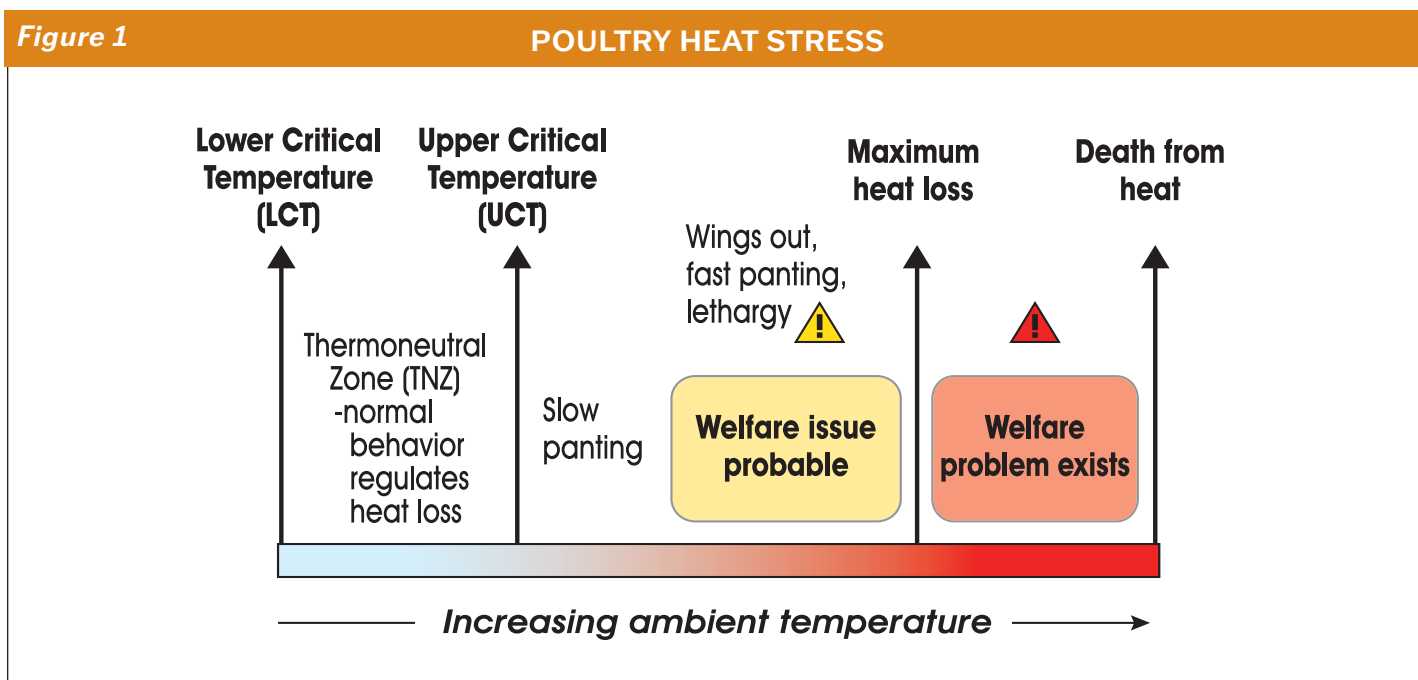 Figure 1
POULTRY HEAT STRESS
Lower Critical
Temperature
(LCT)
Upper Critical
Temperature
(UCT)
Maximum
heat loss
Death from
heat
Wings out,
fast panting,
lethargy
!
!
Thermoneutral
Zone (TNZ)
-normal
behavior
regulates
heat loss
Slow
panting
Welfare issue
probable
Welfare
problem exists
Increasing ambient temperature